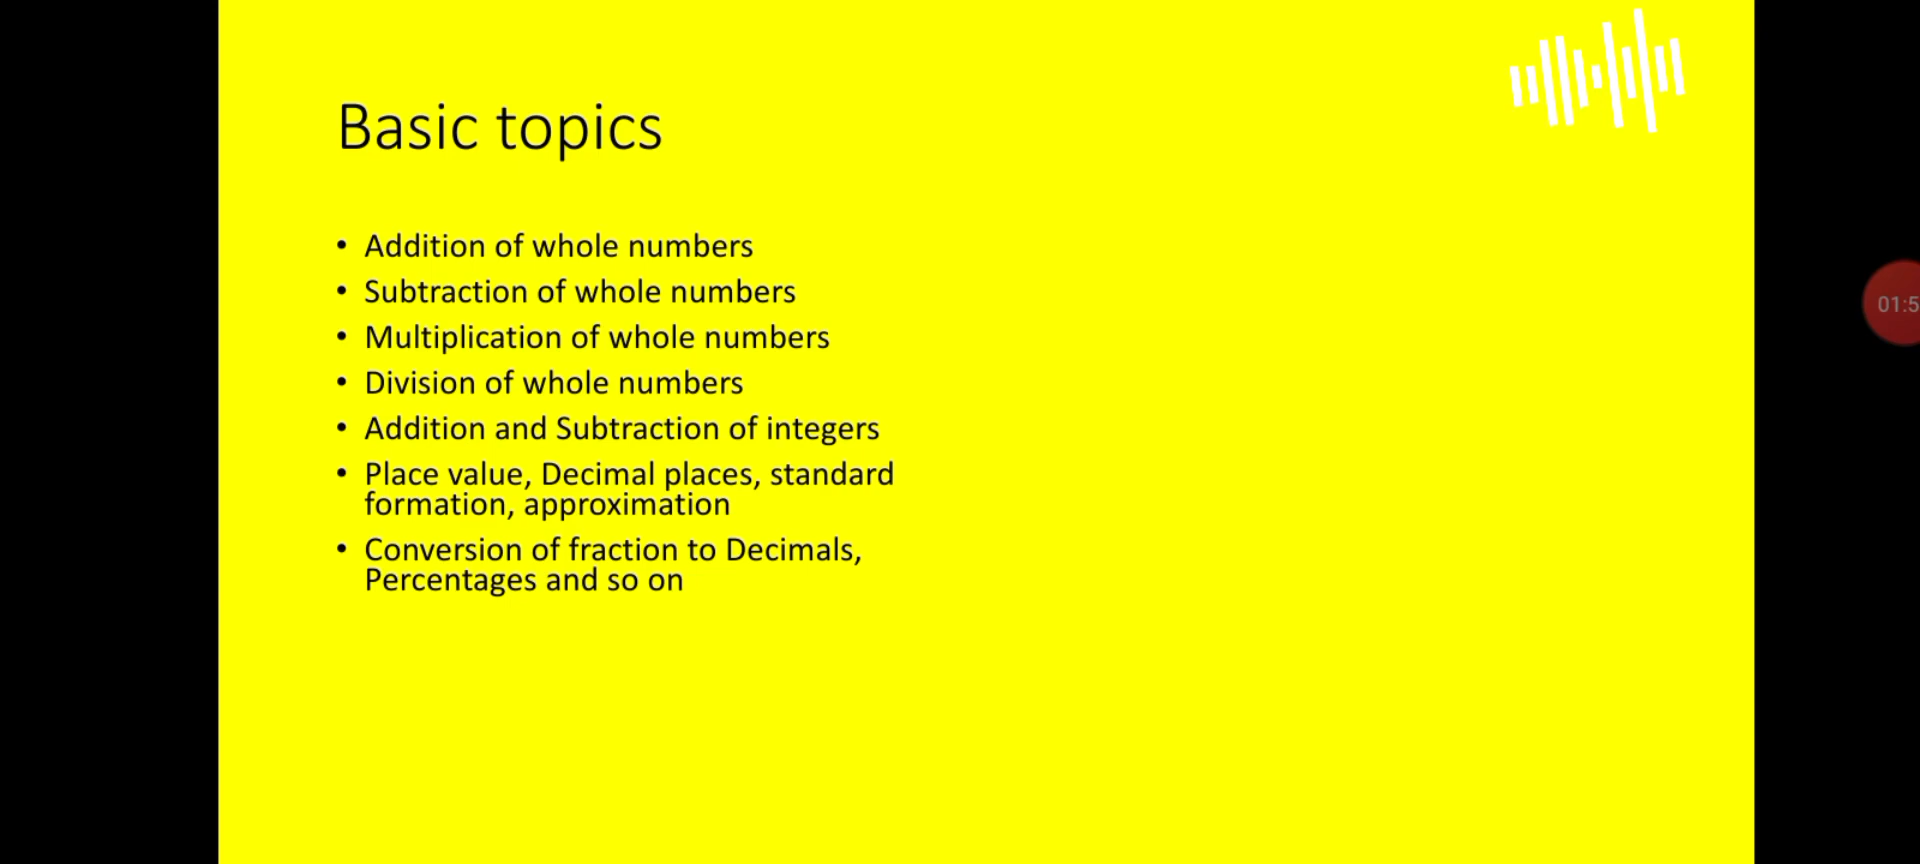 Basic topics
• Addition of whole numbers
• Subtraction of whole numbers
• Multiplication of whole numbers
• Division of whole numbers
• Addition and Subtraction of integers
• Place value, Decimal places, standard
formation, approximation
• Conversion of fraction to Decimals,
Percentages and so on
01:5